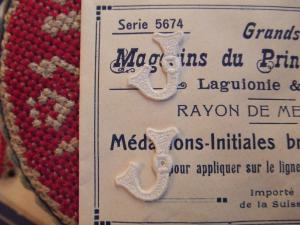 Serie 5674
Grands
Magasins du Prin
Laguionie &
RAYON DE ME
Médaillons-Initiales br
pour appliquer sur le ligne
Importé
de la Suisse